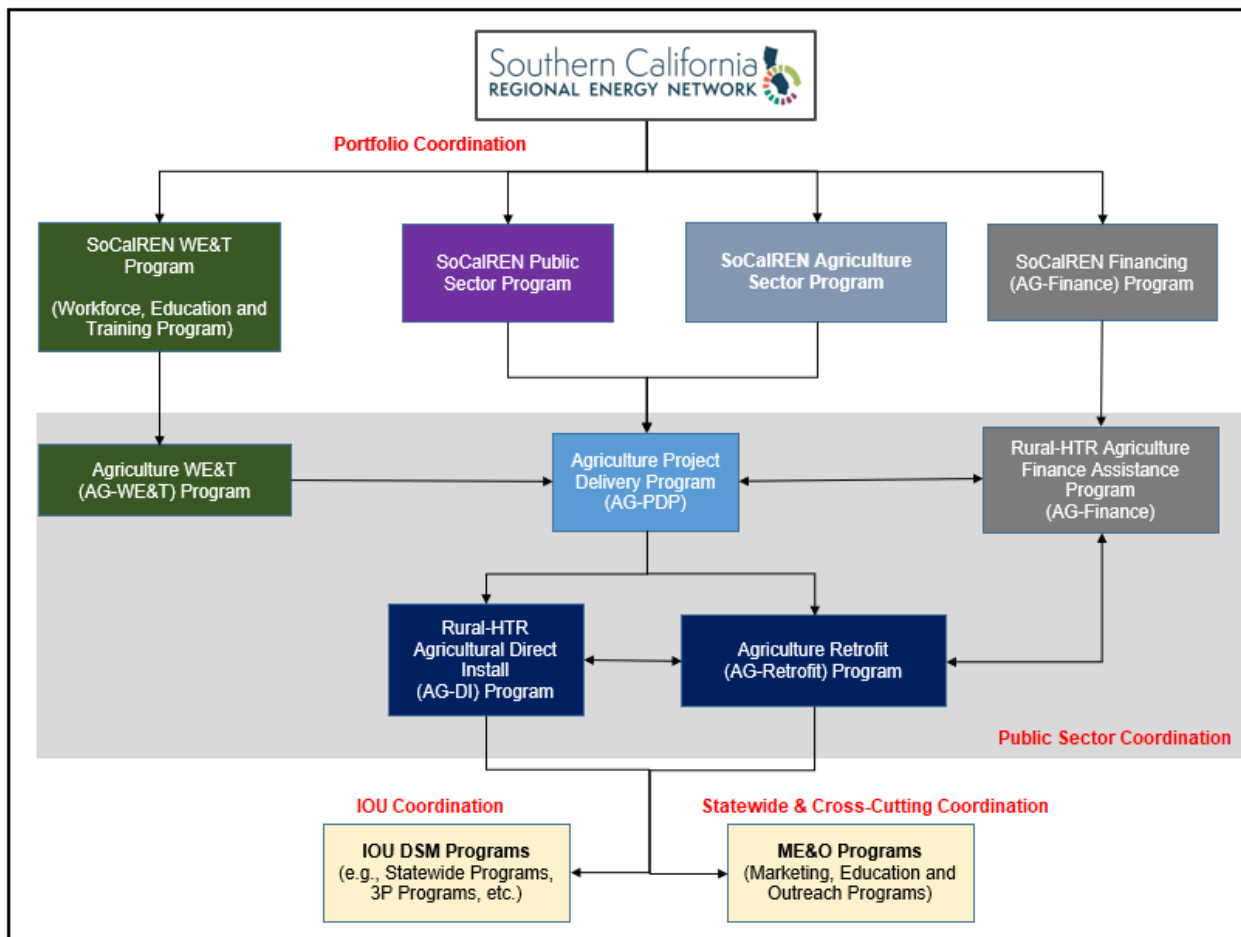 Southern California
REGIONAL ENERGY NETWORK
Portfolio Coordination
SoCalREN WE&T
Program
(Workforce, Education and
Training Program)
SoCalREN Public
Sector Program
SoCalREN Agriculture
Sector Program
SoCalREN Financing
(AG-Finance) Program
Agriculture WE&T
(AG-WE&T) Program
Agriculture Project
Delivery Program
(AG-PDP)
Rural-HTR Agriculture
Finance Assistance
Program
(AG-Finance)
Rural-HTR
Agricultural Direct
Install
(AG-DI) Program
Agriculture Retrofit
(AG-Retrofit) Program
Public Sector Coordination
IOU Coordination
Statewide & Cross-Cutting Coordination
IOU DSM Programs
(e.g., Statewide Programs,
3P Programs, etc.)
ME&O Programs
(Marketing, Education and
Outreach Programs)